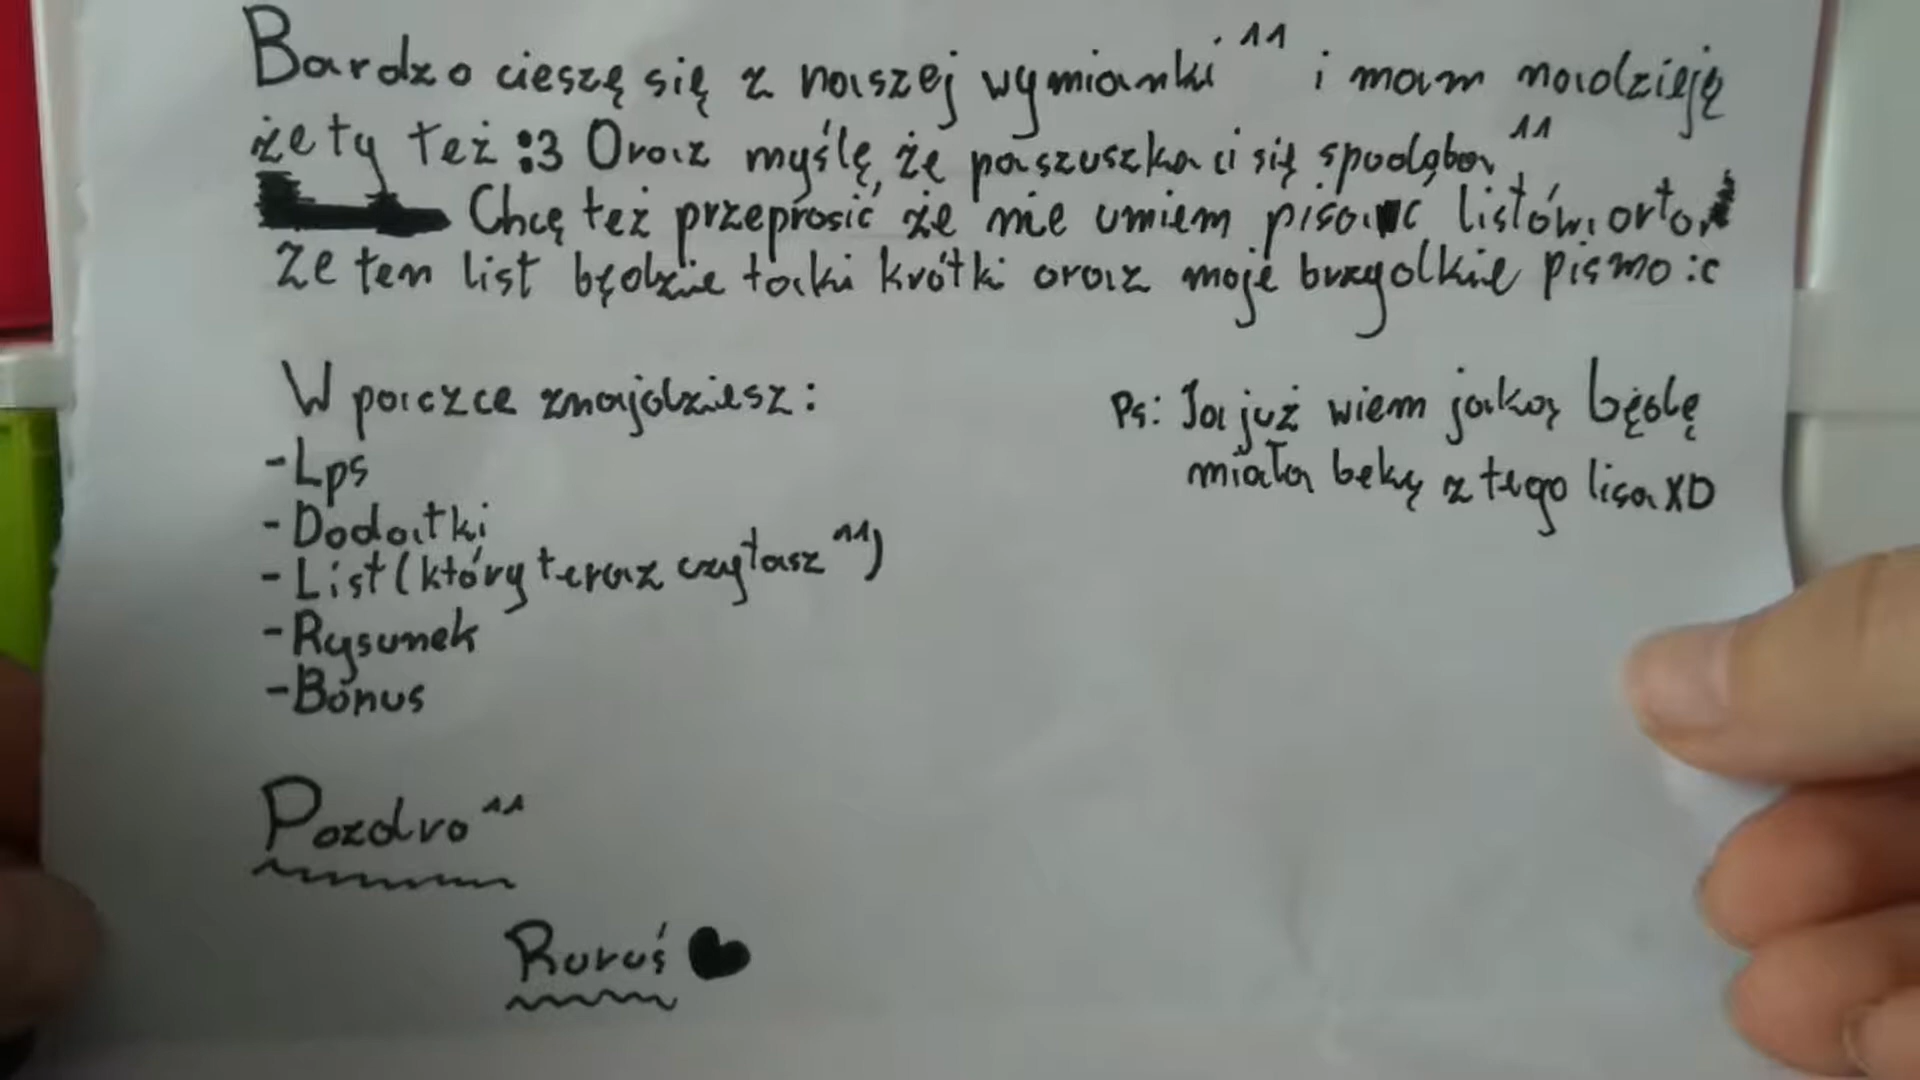 Bardzo cieszę się z naszej wymianki ^^ i mam nadzieję
że ty też :3 Oraz myślę, że paszuszka ci się spodoba ^^
Chcę też przeprosić że nie umiem pisać listów, orto,
Że ten list będzie taki krótki oraz moje brzydkie pismo :c
W paczce znajdziesz:
- Lps
- Dodatki
- List (który teraz czytasz ^^)
- Rysunek
- Bonus
Ps: Ja już wiem jaką będę
miała bekę z tego lisa XD
Pozdro ^^
Ruruś